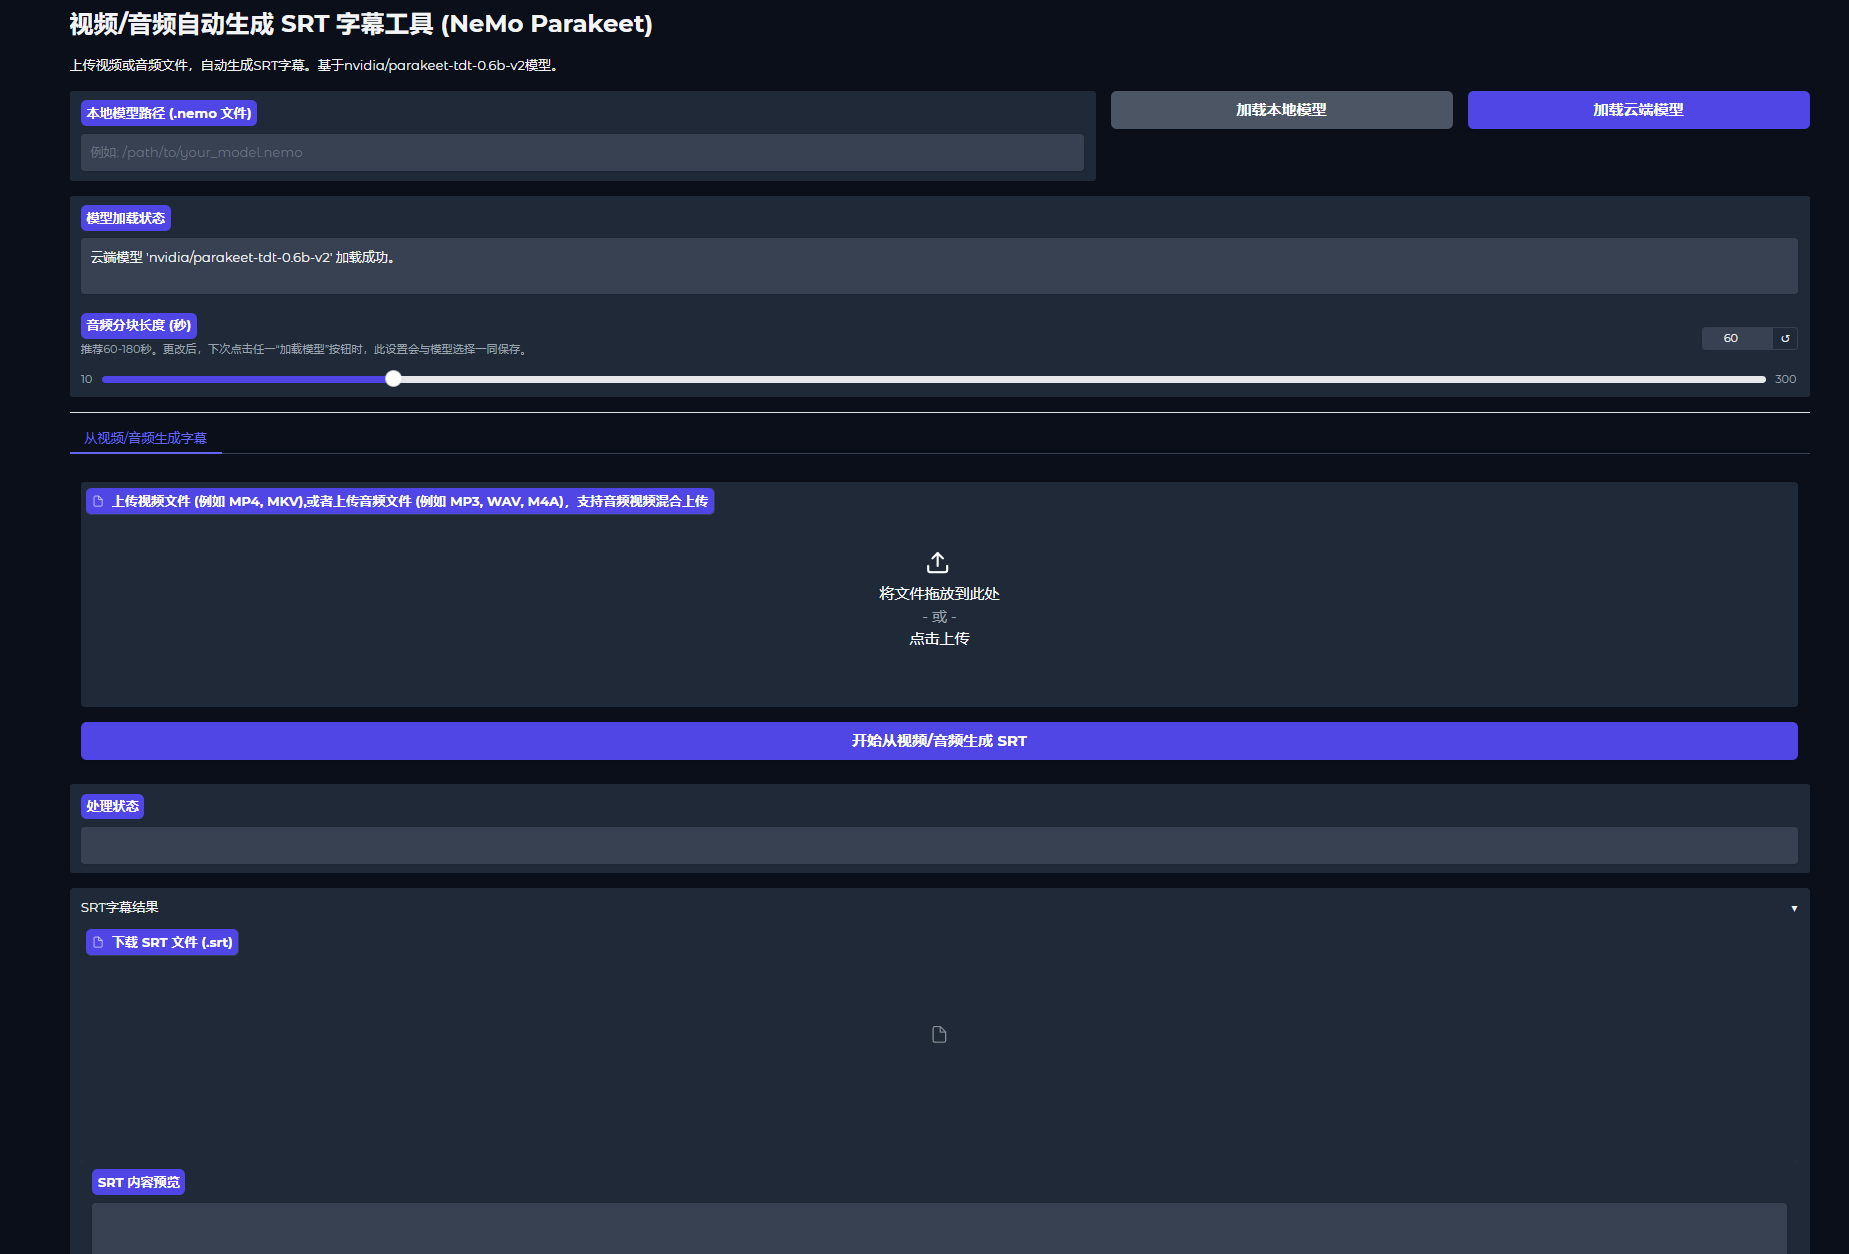 视频/音频自动生成 SRT 字幕工具 (NeMo Parakeet)
上传视频或音频文件，自动生成SRT字幕。基于nvidia/parakeet-tdt-0.6b-v2模型。
本地模型路径 (.nemo 文件)
例如: /path/to/your_model.nemo
加载本地模型
加载云端模型
模型加载状态
云端模型 'nvidia/parakeet-tdt-0.6b-v2' 加载成功。
音频分块长度 (秒)
推荐60-180秒。更改后，下次点击任一“加载模型”按钮时，此设置会与模型选择一同保存。
60
10
300
从视频/音频生成字幕
上传视频文件 (例如 MP4, MKV),或者上传音频文件 (例如 MP3, WAV, M4A)，支持音频视频混合上传
将文件拖放到此处
- 或 -
点击上传
开始从视频/音频生成 SRT
处理状态
SRT字幕结果
下载 SRT 文件 (.srt)
SRT 内容预览